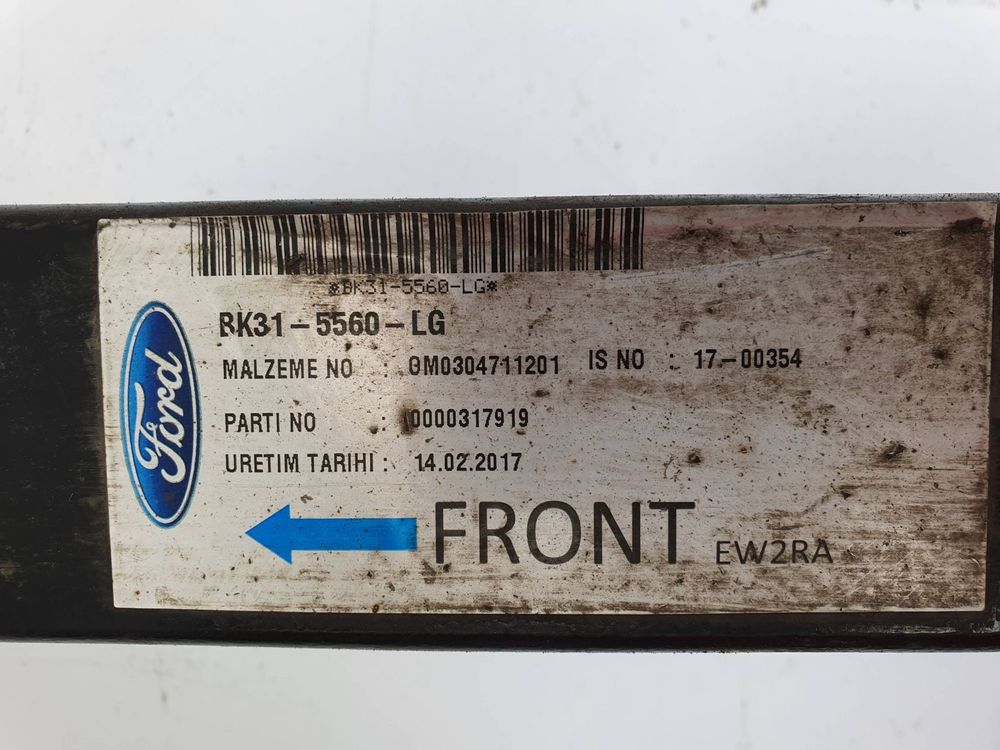 *BK31-5560-LG*
BK31-5560-LG
MALZEME NO : 0M0304711201 IS NO : 17-00354
PARTI NO : 0000317919
URETIM TARIHI : 14.02.2017
Ford
FRONT EW2RA